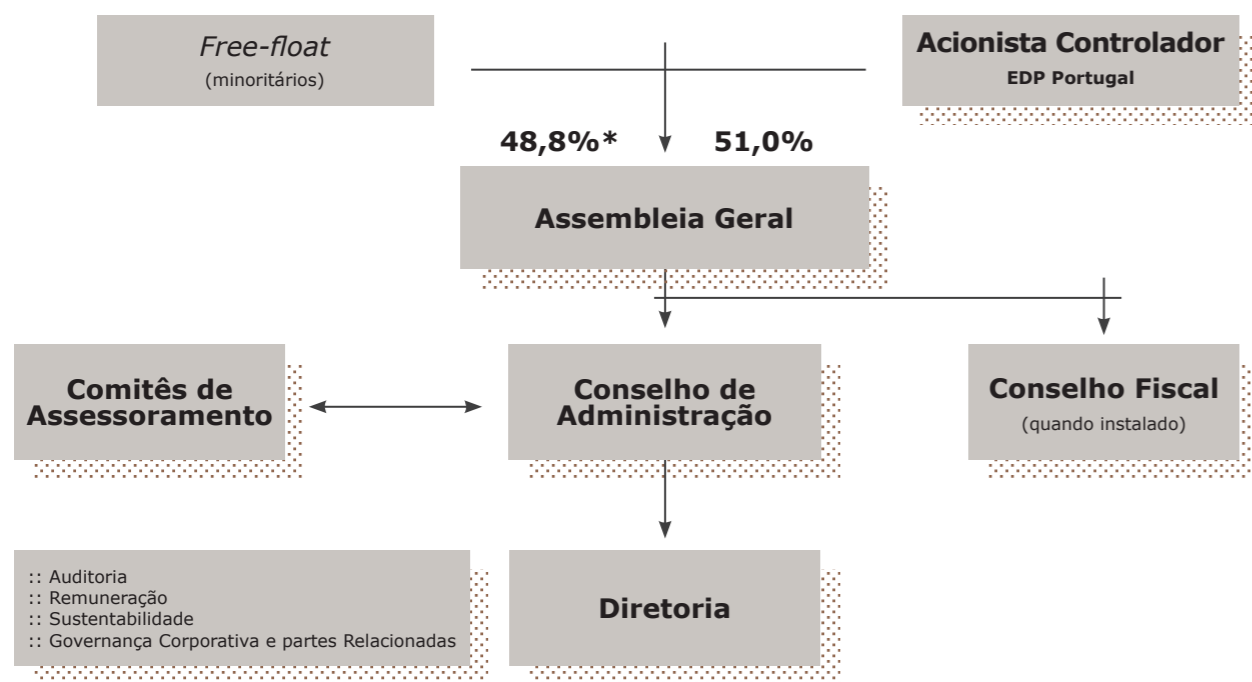 Free-float
(minoritários)
Acionista Controlador
EDP Portugal
48,8%*
51,0%
Assembleia Geral
Comitês de
Assessoramento
Conselho de
Administração
Conselho Fiscal
(quando instalado)
:: Auditoria
:: Remuneração
:: Sustentabilidade
:: Governança Corporativa e partes Relacionadas
Diretoria